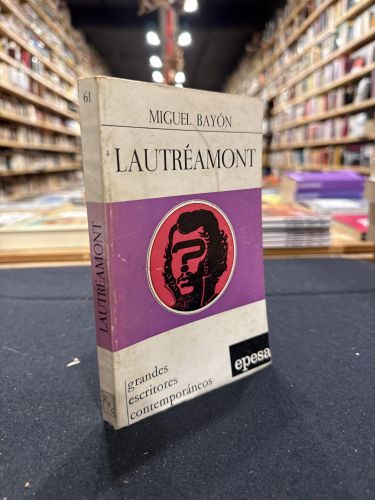 61
LAUTRÉAMONT
MIGUEL BAYÓN
LAUTRÉAMONT
?
grandes
escritores
contemporáneos
epesa